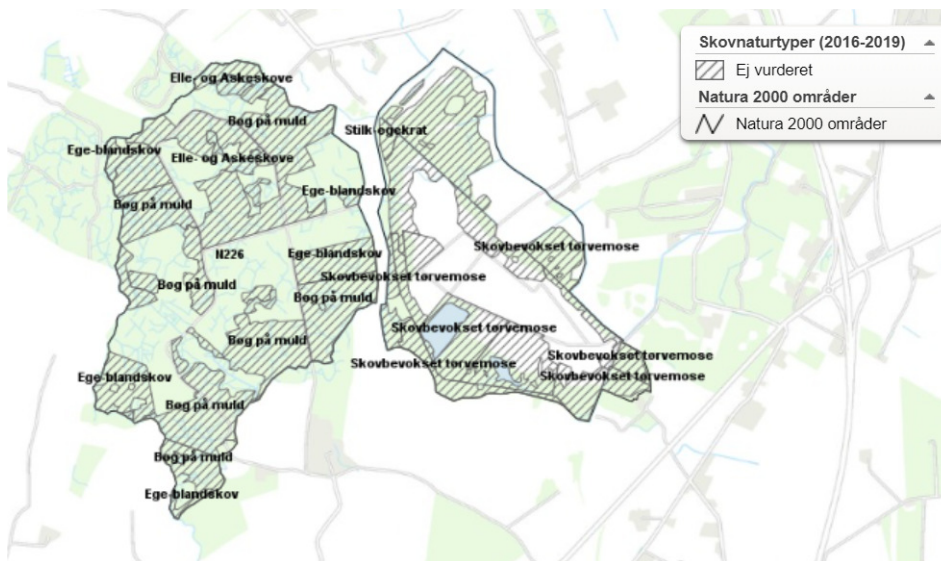 Skovnaturtyper (2016-2019)
Ej vurderet
Natura 2000 områder
Natura 2000 områder
Elle- og Askeskove
Bøg på muld
Stilk-egekrat
Ege-blandskov
Elle- og Askeskove
Ege-blandskov
Bøg på muld
N226
Ege-blandskov
Skovbevokset tørvemose
Skovbevokset tørvemose
Bøg på muld
Bøg på muld
Bøg på muld
Skovbevokset tørvemose
Skovbevokset tørvemose
Skovbevokset tørvemose
Ege-blandskov
Skovbevokset tørvemose
Bøg på muld
Bøg på muld
Ege-blandskov